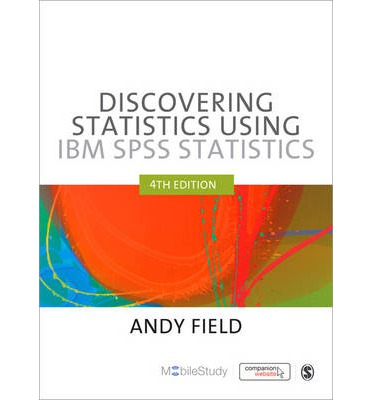 DISCOVERING
STATISTICS USING
IBM SPSS STATISTICS
4TH EDITION
ANDY FIELD
MobileStudy
companion
website
S